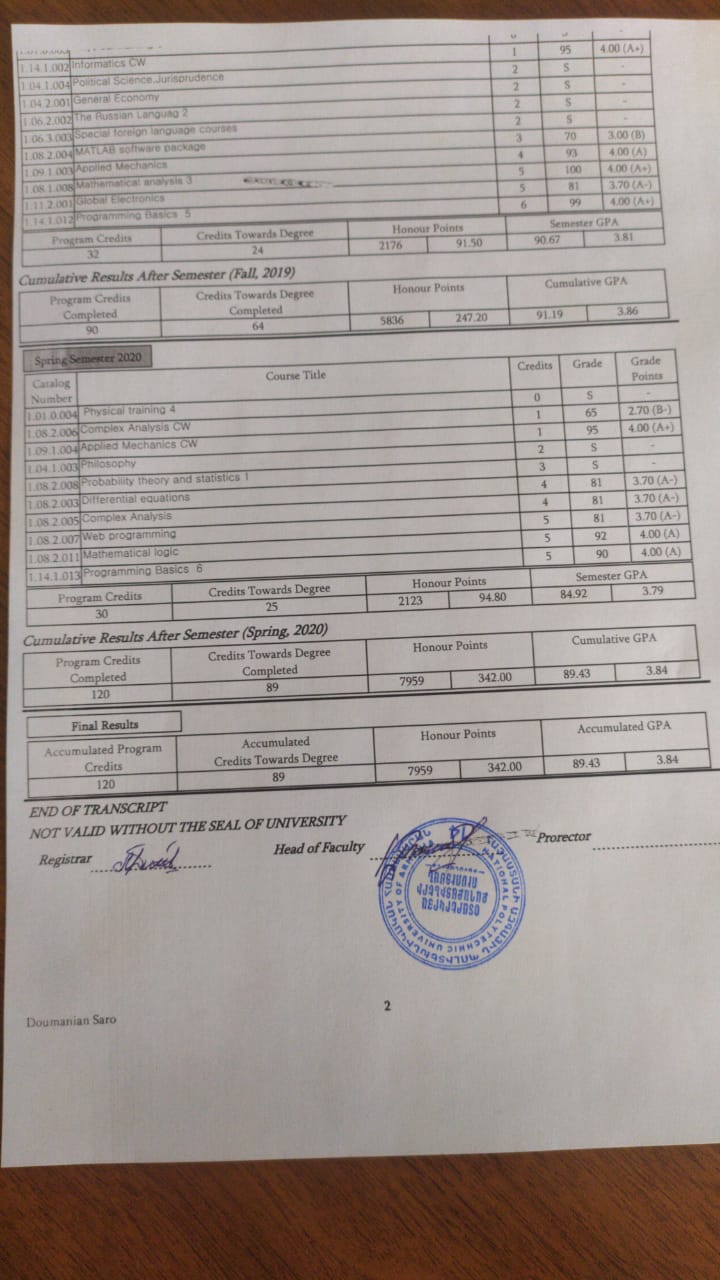 1.14.1.002 Informatics CW 1 95 4.00 (A+)
1.04.1.004 Political Science,Jurisprudence 2 S -
1.04.2.001 General Economy 2 S -
1.06.2.002 The Russian Languag 2 2 S -
1.06.3.003 Special foreign language courses 2 S -
1.08.2.004 MATLAB software package 3 70 3.00 (B)
1.09.1.003 Applied Mechanics 4 93 4.00 (A)
1.08.1.008 Mathematical analysis 3 5 100 4.00 (A+)
1.11.2.001 Global Electronics 5 81 3.70 (A-)
1.14.1.012 Programming Basics 5 6 99 4.00 (A+)
Program Credits Credits Towards Degree Honour Points Semester GPA
32 24 2176 91.50 90.67 3.81
Cumulative Results After Semester (Fall, 2019)
Program Credits Completed Credits Towards Degree Completed Honour Points Cumulative GPA
90 64 5836 247.20 91.19 3.86
Spring Semester 2020
Catalog Number Course Title Credits Grade Grade Points
1.01.0.004 Physical training 4 0 S -
1.08.2.006 Complex Analysis CW 1 65 2.70 (B-)
1.09.1.004 Applied Mechanics CW 1 95 4.00 (A+)
1.04.1.003 Philosophy 2 S -
1.08.2.008 Probability theory and statistics 1 3 S -
1.08.2.003 Differential equations 4 81 3.70 (A-)
1.08.2.005 Complex Analysis 4 81 3.70 (A-)
1.08.2.007 Web programming 5 81 3.70 (A-)
1.08.2.011 Mathematical logic 5 92 4.00 (A)
1.14.1.013 Programming Basics 6 5 90 4.00 (A)
Program Credits Credits Towards Degree Honour Points Semester GPA
30 25 2123 94.80 84.92 3.79
Cumulative Results After Semester (Spring, 2020)
Program Credits Completed Credits Towards Degree Completed Honour Points Cumulative GPA
120 89 7959 342.00 89.43 3.84
Final Results
Accumulated Program Credits Accumulated Credits Towards Degree Honour Points Accumulated GPA
120 89 7959 342.00 89.43 3.84
END OF TRANSCRIPT
NOT VALID WITHOUT THE SEAL OF UNIVERSITY
Registrar Head of Faculty Prorector
NATIONAL POLYTECHNIC UNIVERSITY OF
2
Doumanian Saro